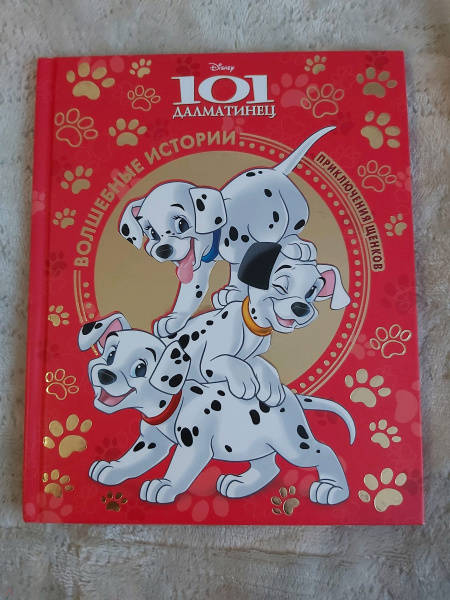 Disney
101
ДАЛМАТИНЕЦ
ВОЛШЕБНЫЕ ИСТОРИИ
ПРИКЛЮЧЕНИЯ ЩЕНКОВ